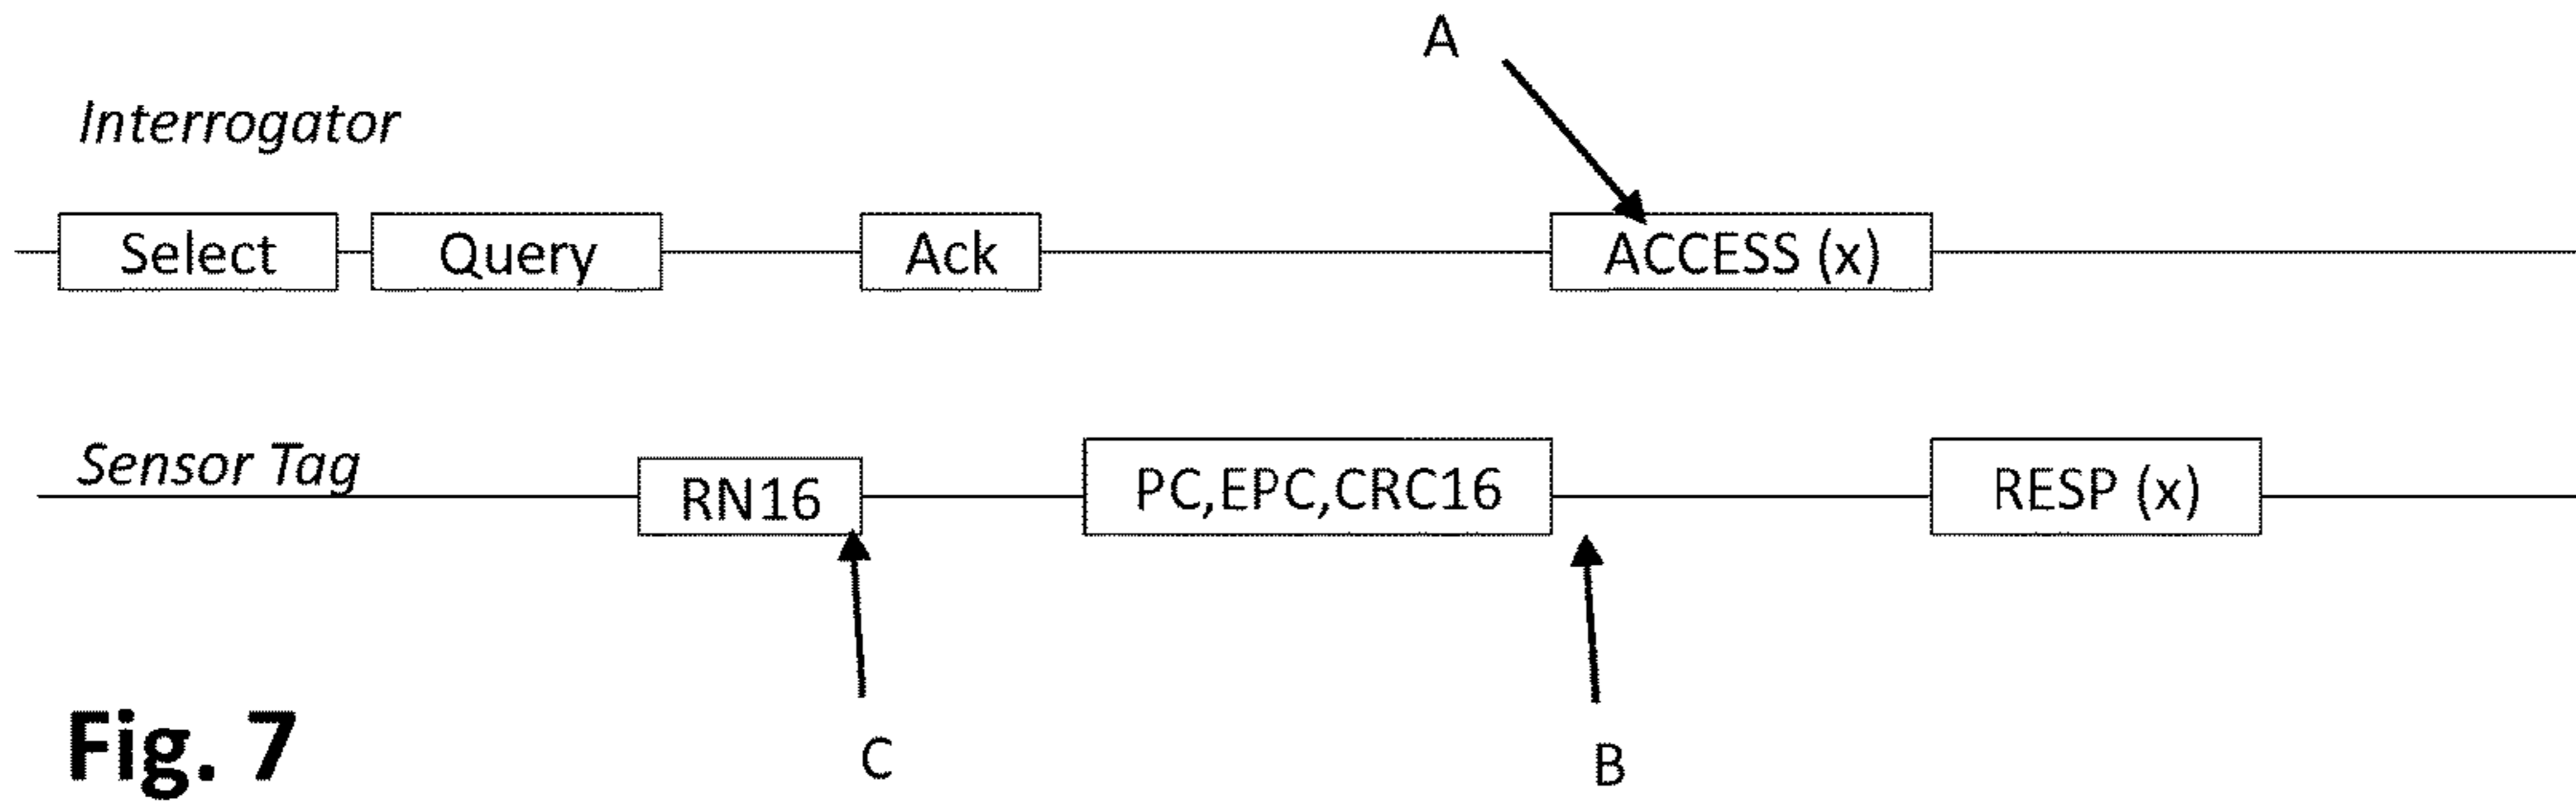 A
Interrogator
Select Query Ack ACCESS (x)
Sensor Tag
RN16 PC,EPC,CRC16 RESP (x)
C B
Fig. 7